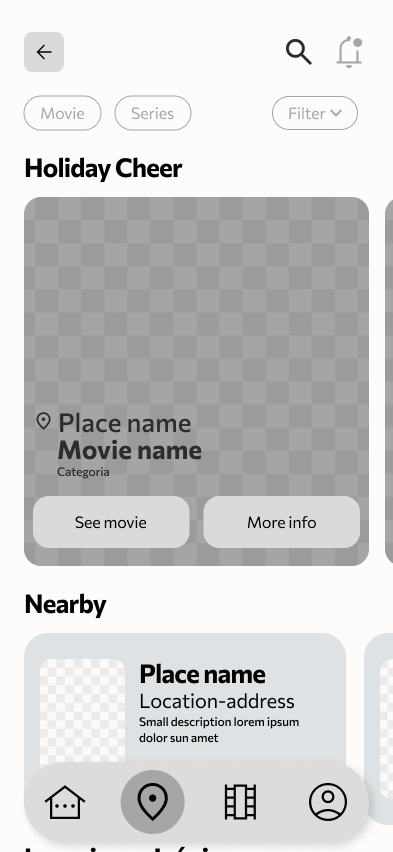 Movie
Series
Filter
Holiday Cheer
Place name
Movie name
Categoria
See movie
More info
Nearby
Place name
Location-address
Small description lorem ipsum
dolor sun amet